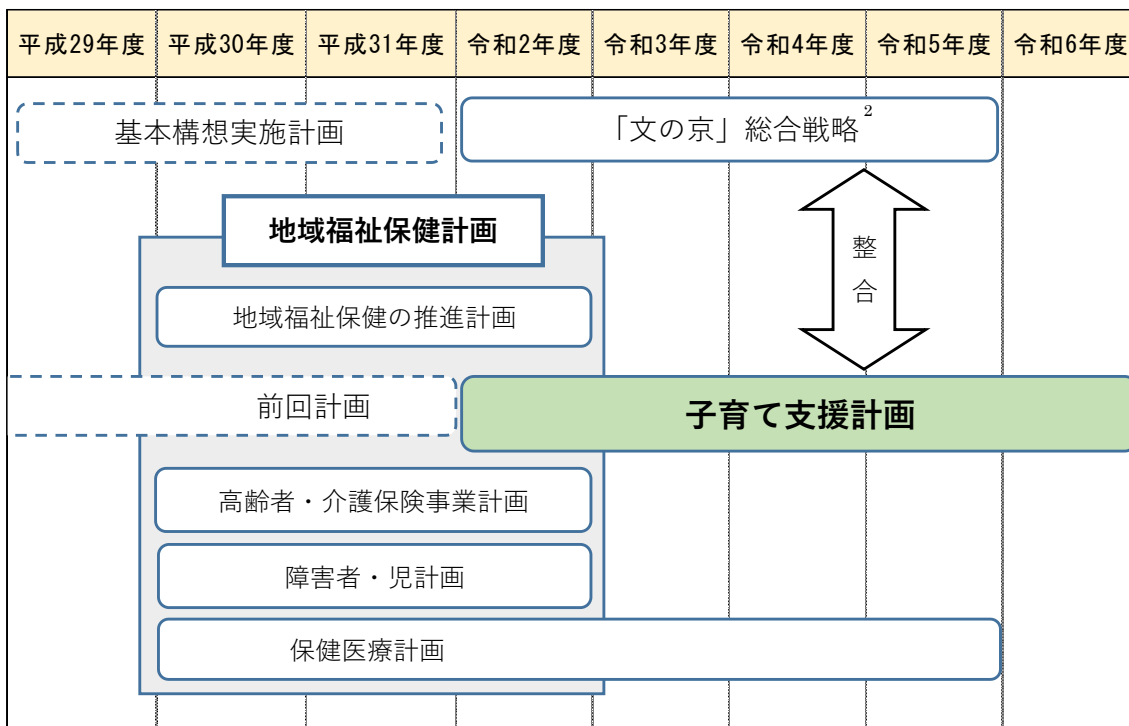 平成29年度 平成30年度 平成31年度 令和2年度 令和3年度 令和4年度 令和5年度 令和6年度
基本構想実施計画
「文の京」総合戦略2
地域福祉保健計画
整
合
地域福祉保健の推進計画
前回計画
子育て支援計画
高齢者・介護保険事業計画
障害者・児計画
保健医療計画